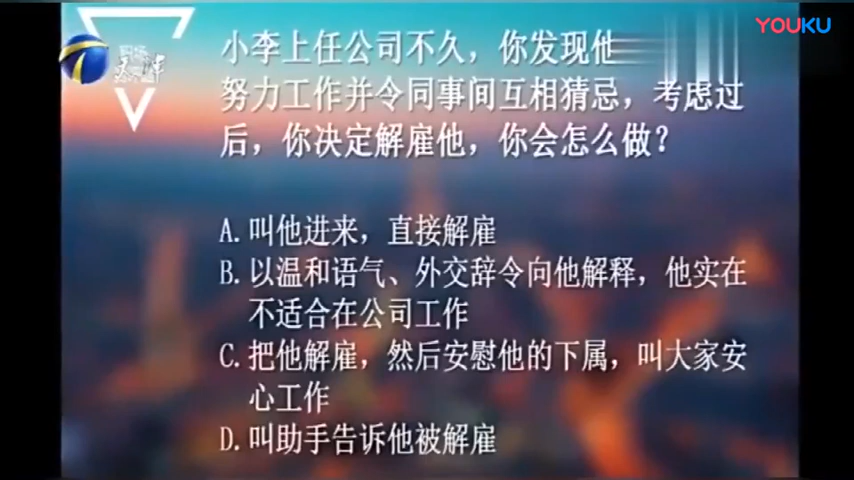 YOUKU
小李上任公司不久，你发现他
努力工作并令同事间互相猜忌，考虑过
后，你决定解雇他，你会怎么做？
A.叫他进来，直接解雇
B.以温和语气、外交辞令向他解释，他实在
不适合在公司工作
C.把他解雇，然后安慰他的下属，叫大家安
心工作
D.叫助手告诉他被解雇